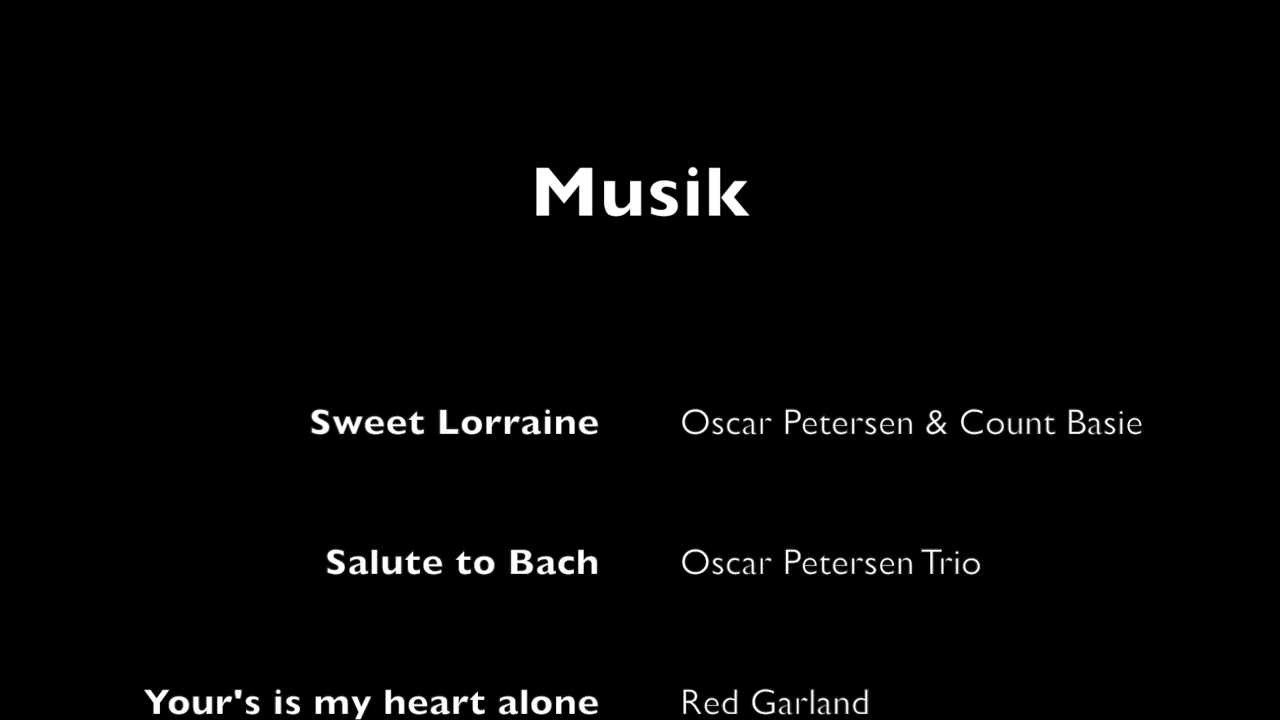 Musik
Sweet Lorraine Oscar Petersen & Count Basie
Salute to Bach Oscar Petersen Trio
Your's is my heart alone Red Garland